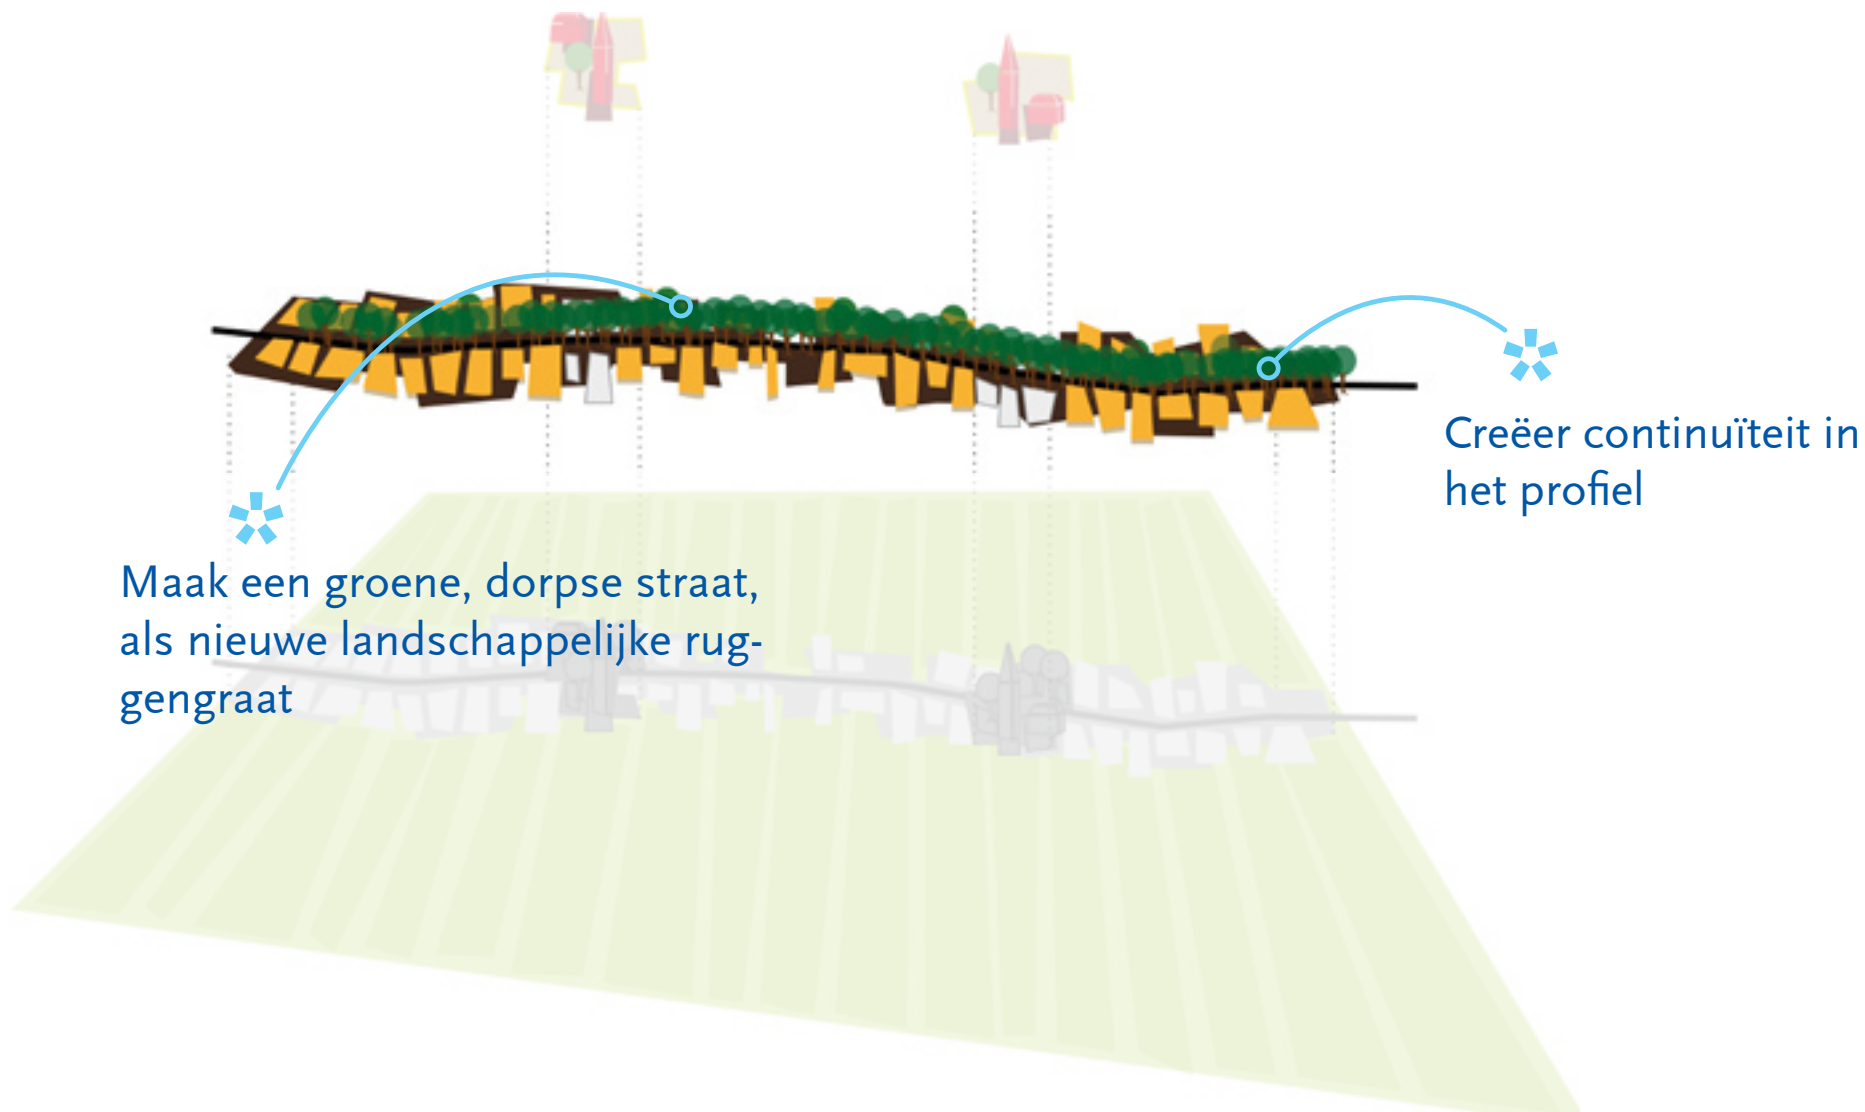 Creëer continuïteit in
het profiel
Maak een groene, dorpse straat,
als nieuwe landschappelijke rug-
gengraat